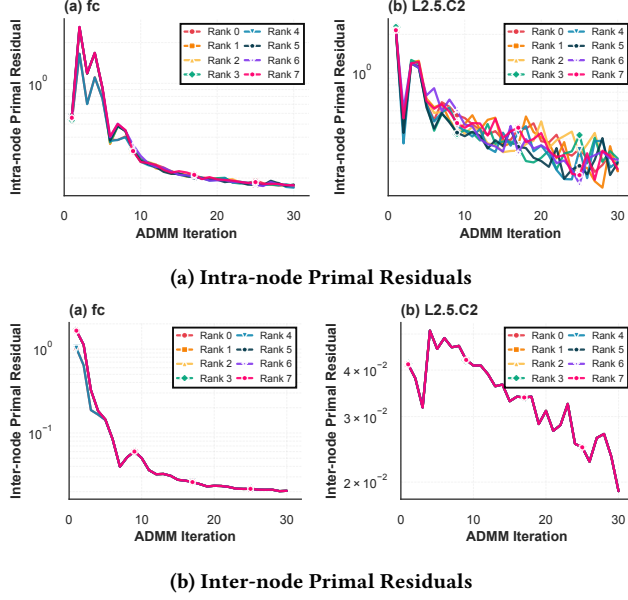 (a) fc
Intra-node Primal Residual
10⁰
Rank 0 Rank 4
Rank 1 Rank 5
Rank 2 Rank 6
Rank 3 Rank 7
0 10 20 30
ADMM Iteration
(b) L2.5.C2
Intra-node Primal Residual
10⁰
Rank 0 Rank 4
Rank 1 Rank 5
Rank 2 Rank 6
Rank 3 Rank 7
0 10 20 30
ADMM Iteration
(a) Intra-node Primal Residuals
(a) fc
Inter-node Primal Residual
10⁰
10⁻¹
Rank 0 Rank 4
Rank 1 Rank 5
Rank 2 Rank 6
Rank 3 Rank 7
0 10 20 30
ADMM Iteration
(b) L2.5.C2
Inter-node Primal Residual
4 × 10⁻²
3 × 10⁻²
2 × 10⁻²
Rank 0 Rank 4
Rank 1 Rank 5
Rank 2 Rank 6
Rank 3 Rank 7
0 10 20 30
ADMM Iteration
(b) Inter-node Primal Residuals